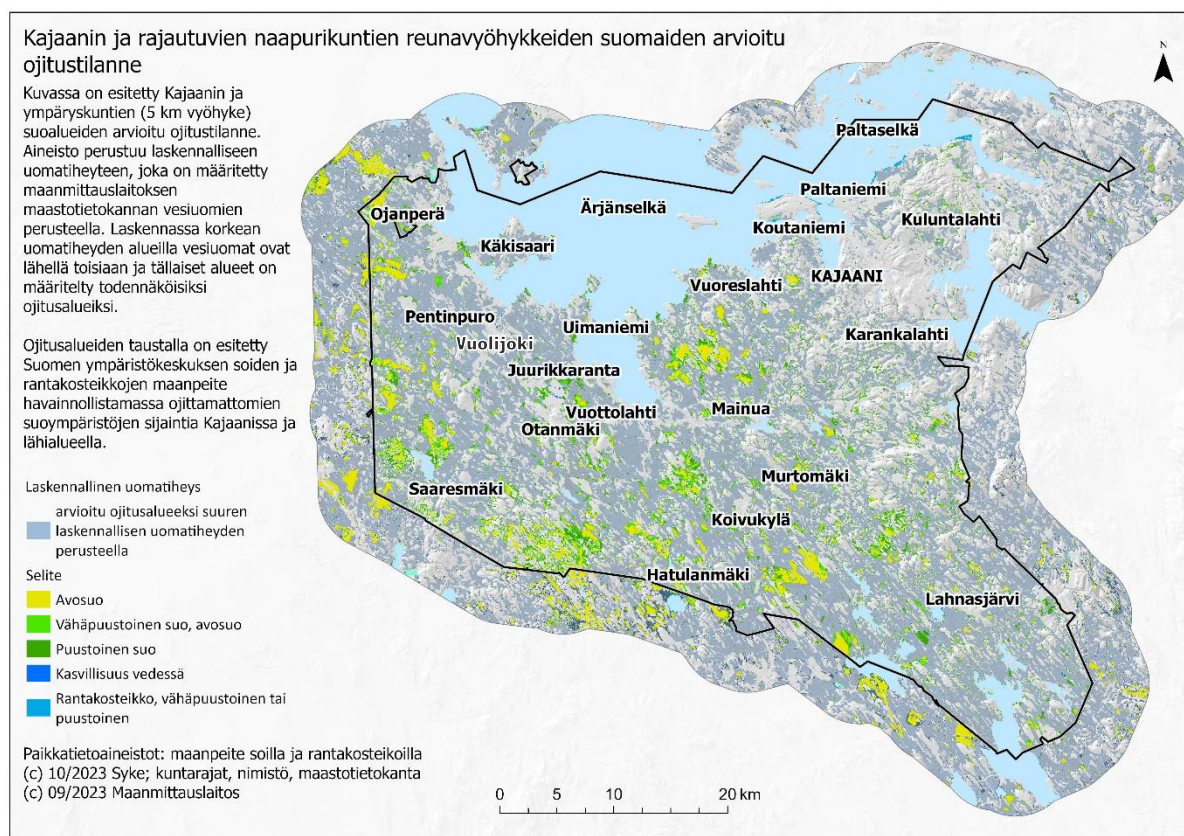 Kajaanin ja rajautuvien naapurikuntien reunavyöhykkeiden suomaiden arvioitu
ojitustilanne
Kuvassa on esitetty Kajaanin ja
ympäryskuntien (5 km vyöhyke)
suoalueiden arvioitu ojitustilanne.
Aineisto perustuu laskennalliseen
uomatiheyteen, joka on määritetty
maanmittauslaitoksen
maastotietokannan vesiuomien
perusteella. Laskennassa korkean
uomatiheyden alueilla vesiuomat ovat
lähellä toisiaan ja tällaiset alueet on
määritelty todennäköisiksi
ojitusalueiksi.
Ojitusalueiden taustalla on esitetty
Suomen ympäristökeskuksen soiden ja
rantakosteikkojen maanpeite
havainnollistamassa ojittamattomien
suoympäristöjen sijaintia Kajaanissa ja
lähialueella.
Laskennallinen uomatiheys
arvioitu ojitusalueeksi suuren
laskennallisen uomatiheyden
perusteella
Selite
Avosuo
Vähäpuustoinen suo, avosuo
Puustoinen suo
Kasvillisuus vedessä
Rantakosteikko, vähäpuustoinen tai
puustoinen
Paikkatietoaineistot: maanpeite soilla ja rantakosteikoilla
(c) 10/2023 Syke; kuntarajat, nimistö, maastotietokanta
(c) 09/2023 Maanmittauslaitos
N
Paltaselkä
Paltaniemi
Ojanperä
Ärjänselkä
Kuluntalahti
Koutaniemi
Käkisaari
KAJAANI
Vuoreslahti
Pentinpuro
Uimaniemi
Karankalahti
Vuolijoki
Juurikkaranta
Vuottolahti
Mainua
Otanmäki
Murtomäki
Saaresmäki
Koivukylä
Hatulanmäki
Lahnasjärvi
0 5 10 20 km